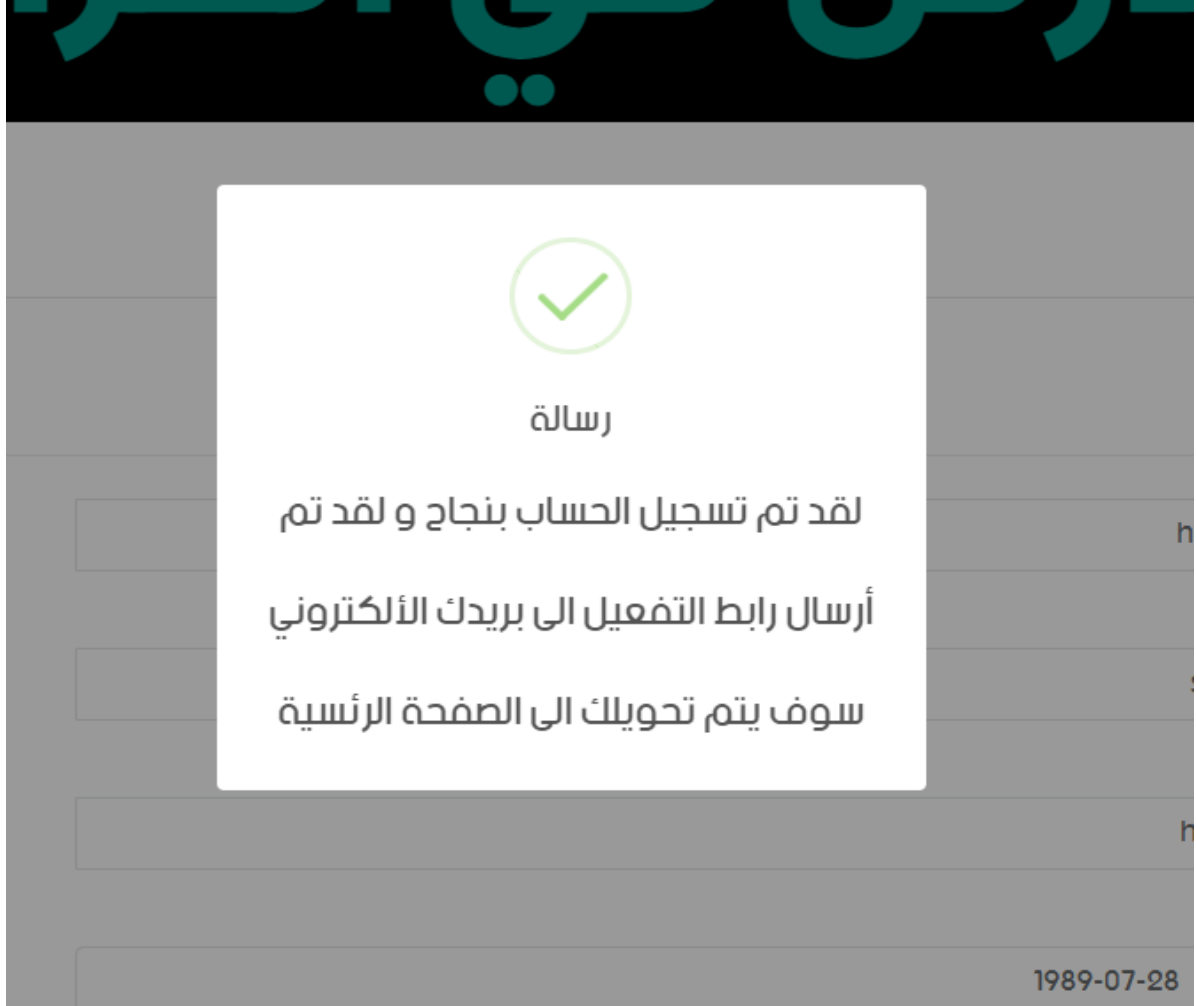 في
رسالة
لقد تم تسجيل الحساب بنجاح و لقد تم
أرسال رابط التفعيل الى بريدك الألكتروني
سوف يتم تحويلك الى الصفحة الرئسية
1989-07-28